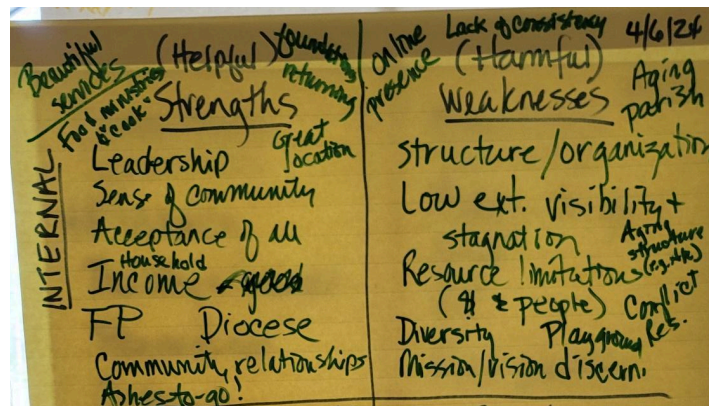 Beautiful services
(Helpful)
returning
Food ministries
"Cook"
Strengths
Great location
INTERNAL
Leadership
Sense of community
Acceptance of all
Household
Income
FP Diocese
Community relationships
Ashes-to-go!
online presence
Lack of consistency
4/6/24
(Harmful)
Weaknesses
Aging parish
structure/organization
Low ext. visibility +
stagnation
Aging structure
Resource limitations
($ & people)
Conflict Res.
Diversity Playground
Mission/vision discern.